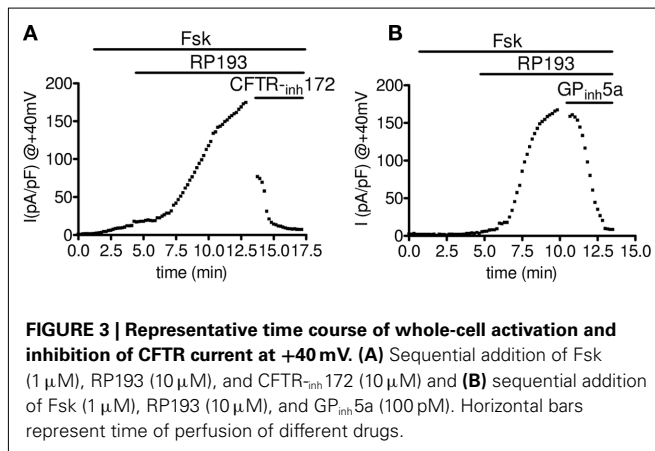 A
Fsk
RP193
CFTR-inh172
200
150
100
50
0
I(pA/pF) @+40mV
0.0 2.5 5.0 7.5 10.0 12.5 15.0 17.5
time (min)
B
Fsk
RP193
GPinh5a
200
150
100
50
0
I (pA/pF) @+40mV
0.0 2.5 5.0 7.5 10.0 12.5 15.0
time (min)
FIGURE 3 | Representative time course of whole-cell activation and
inhibition of CFTR current at +40 mV. (A) Sequential addition of Fsk
(1 μM), RP193 (10 μM), and CFTR-inh172 (10 μM) and (B) sequential addition
of Fsk (1 μM), RP193 (10 μM), and GPinh5a (100 pM). Horizontal bars
represent time of perfusion of different drugs.